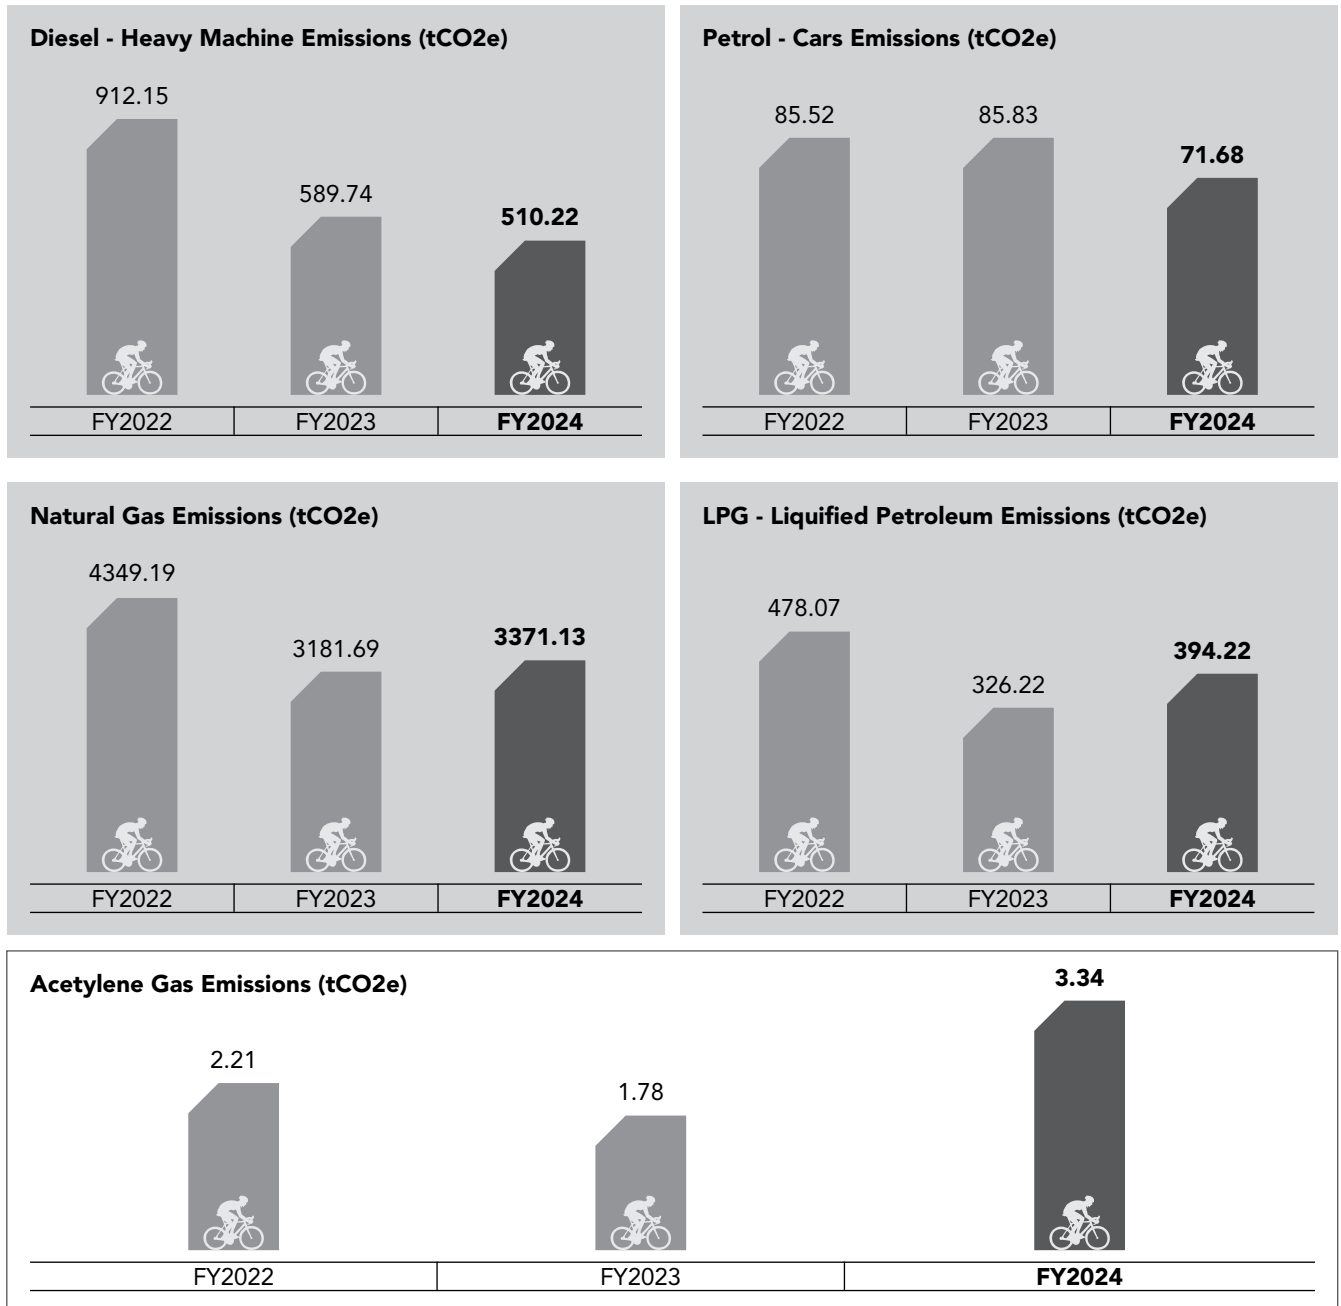 Diesel - Heavy Machine Emissions (tCO2e)
912.15
589.74
510.22
FY2022 FY2023 FY2024
Petrol - Cars Emissions (tCO2e)
85.52 85.83
71.68
FY2022 FY2023 FY2024
Natural Gas Emissions (tCO2e)
4349.19
3181.69
3371.13
FY2022 FY2023 FY2024
LPG - Liquified Petroleum Emissions (tCO2e)
478.07
326.22
394.22
FY2022 FY2023 FY2024
Acetylene Gas Emissions (tCO2e)
2.21
1.78
3.34
FY2022 FY2023 FY2024